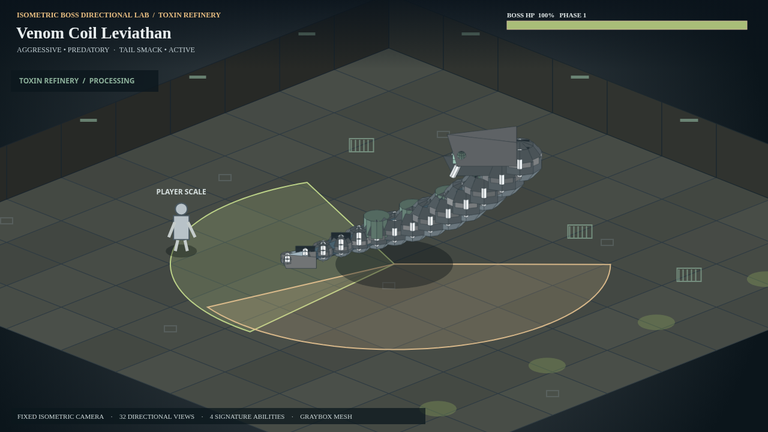 ISOMETRIC BOSS DIRECTIONAL LAB / TOXIN REFINERY
Venom Coil Leviathan
AGGRESSIVE • PREDATORY · TAIL SMACK • ACTIVE
BOSS HP 100% PHASE 1
TOXIN REFINERY / PROCESSING
PLAYER SCALE
FIXED ISOMETRIC CAMERA · 32 DIRECTIONAL VIEWS · 4 SIGNATURE ABILITIES · GRAYBOX MESH